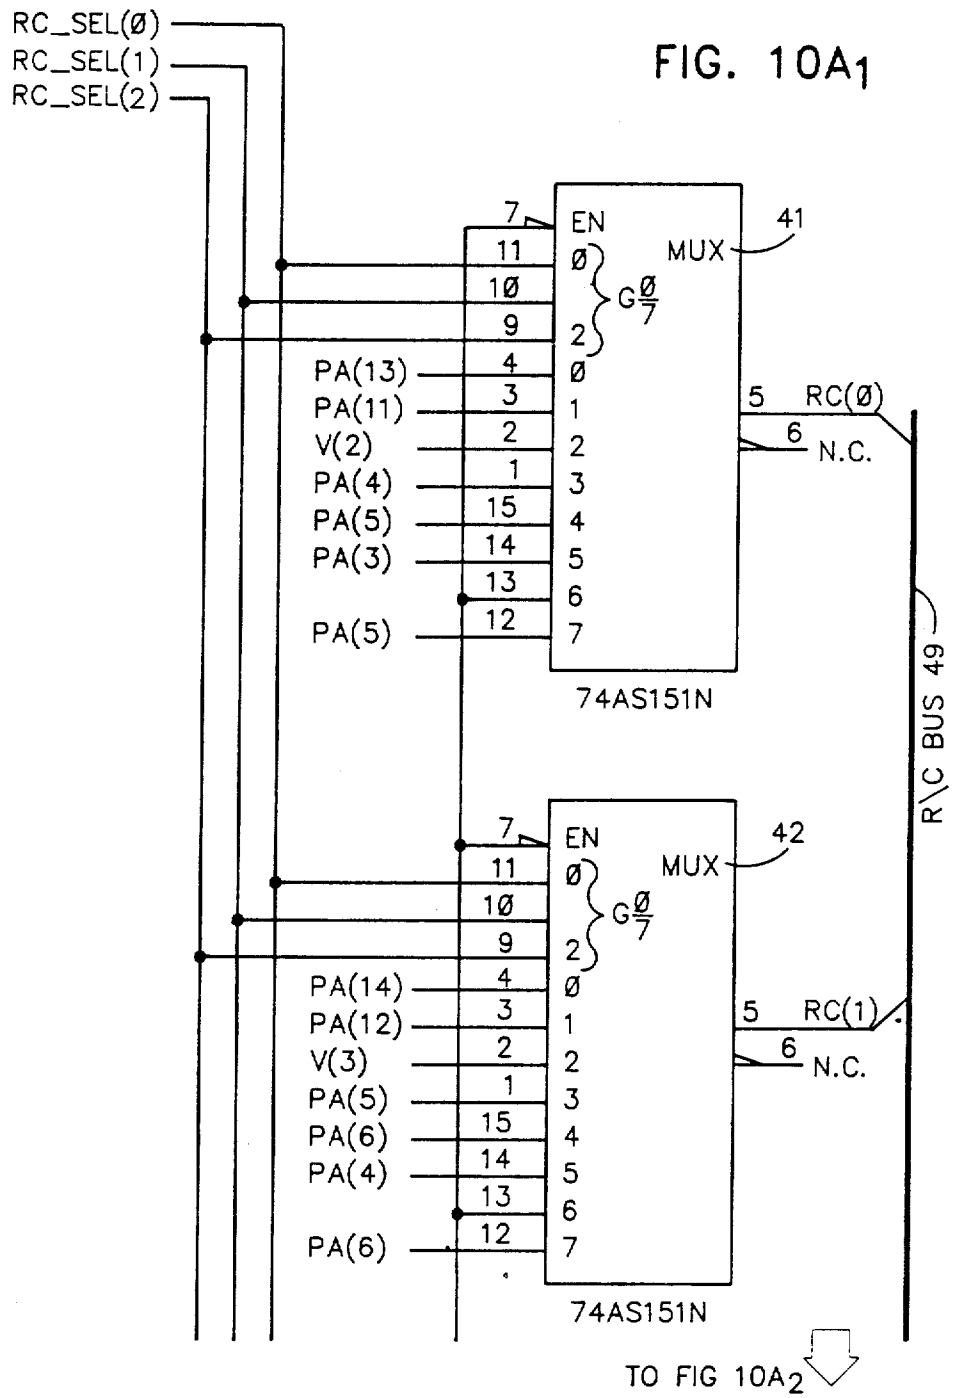 RC_SEL(Ø)
RC_SEL(1)
RC_SEL(2)
FIG. 10A1
7 EN
MUX 41
11 Ø
1Ø G Ø/7
9 2
PA(13) 4 Ø
PA(11) 3 1
V(2) 2 2
PA(4) 1 3
PA(5) 15 4
PA(3) 14 5
13 6
PA(5) 12 7
5 RC(Ø)
6 N.C.
74AS151N
R\C BUS 49
7 EN
MUX 42
11 Ø
1Ø G Ø/7
9 2
PA(14) 4 Ø
PA(12) 3 1
V(3) 2 2
PA(5) 1 3
PA(6) 15 4
PA(4) 14 5
13 6
PA(6) 12 7
5 RC(1)
6 N.C.
74AS151N
TO FIG 10A2